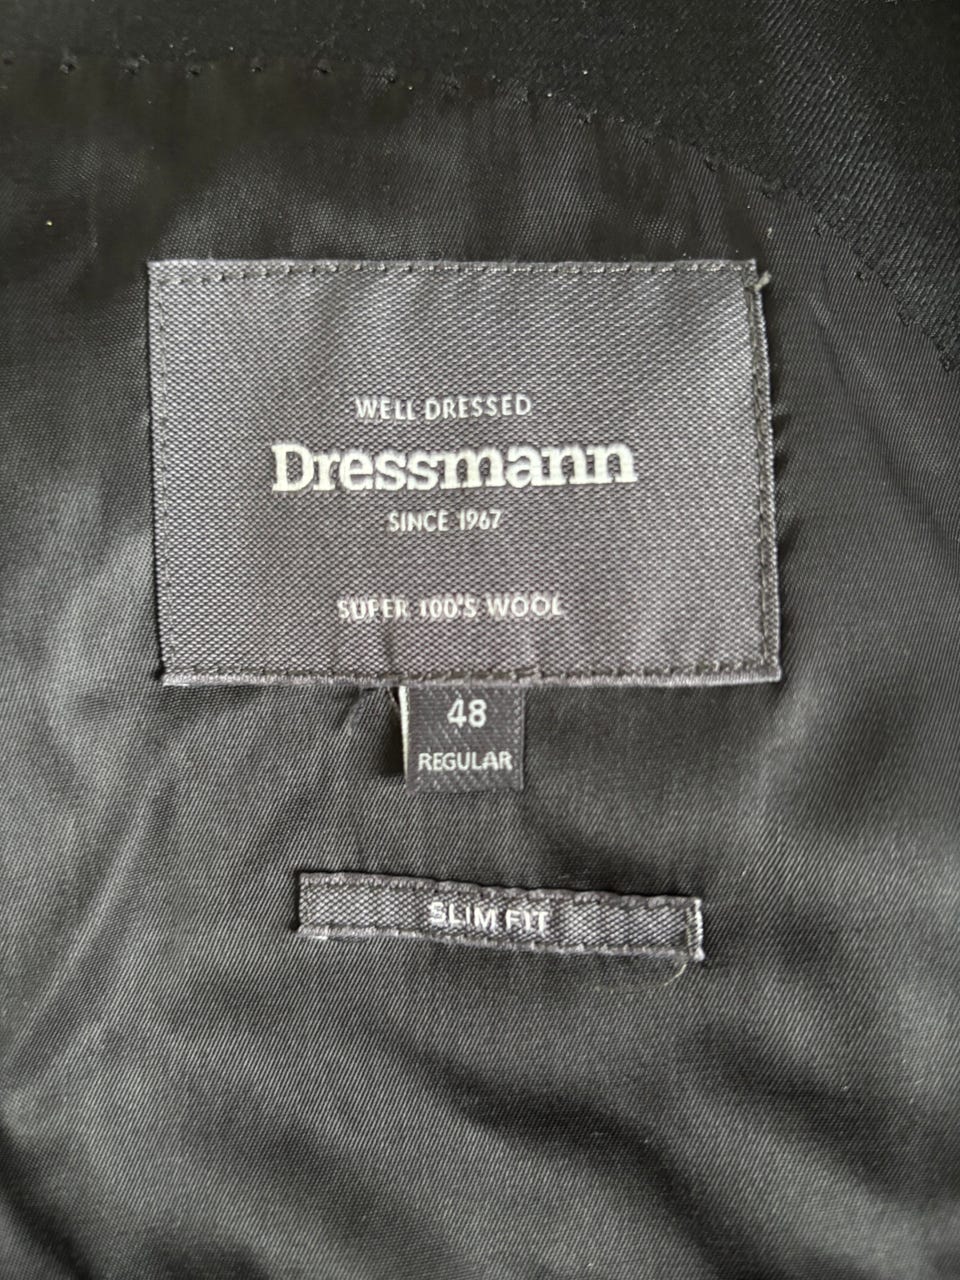 WELL DRESSED
Dressmann
SINCE 1967
SUPER 100'S WOOL
48
REGULAR
SLIM FIT